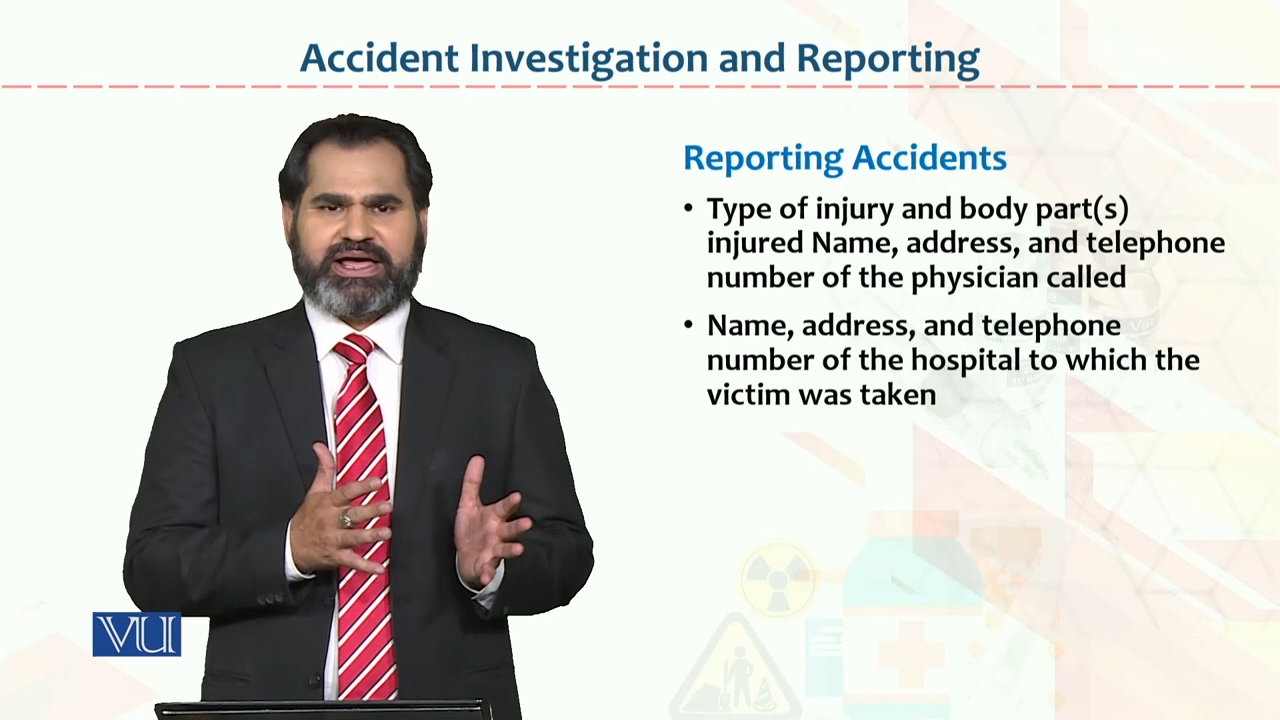 Accident Investigation and Reporting
Reporting Accidents
• Type of injury and body part(s)
injured Name, address, and telephone
number of the physician called
• Name, address, and telephone
number of the hospital to which the
victim was taken
VU